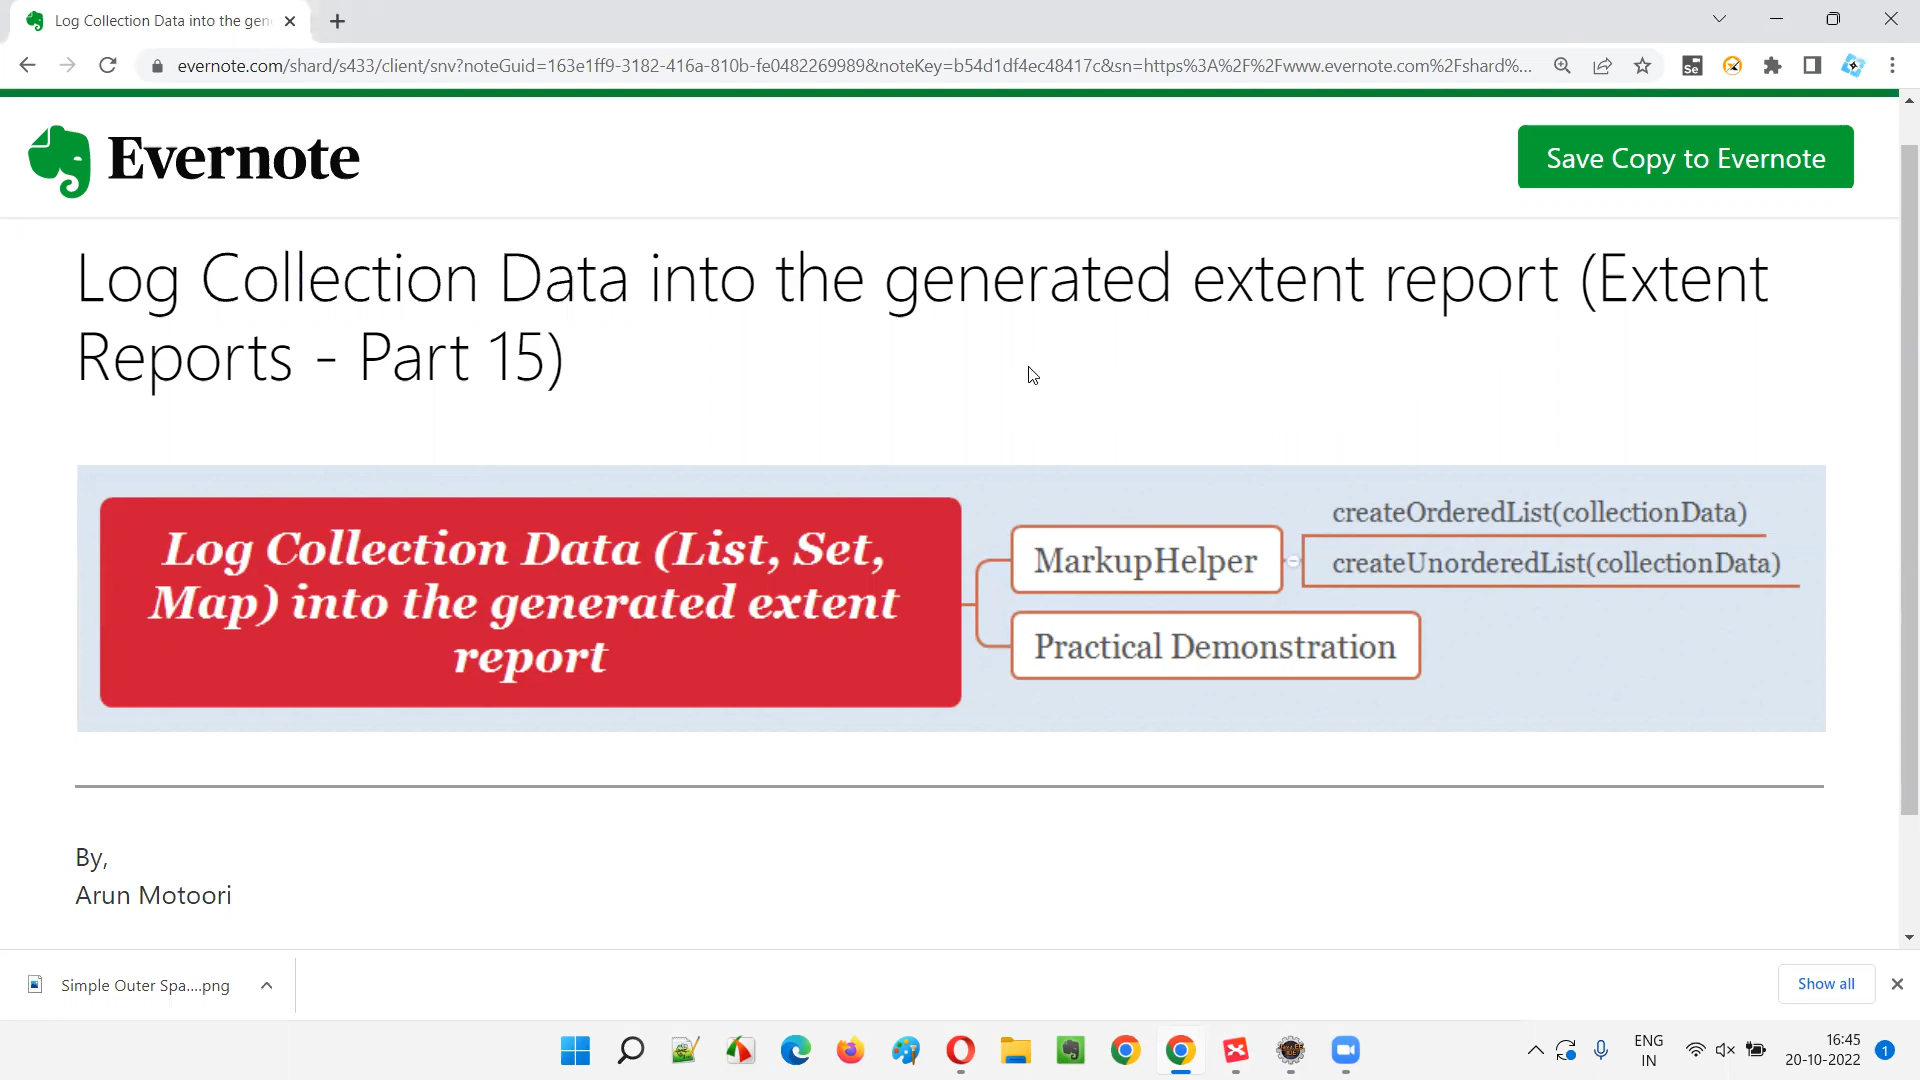 Log Collection Data into the gen
evernote.com/shard/s433/client/snv?noteGuid=163e1ff9-3182-416a-810b-fe0482269989&noteKey=b54d1df4ec48417c&sn=https%3A%2F%2Fwww.evernote.com%2Fshard%...
Se
Evernote
Save Copy to Evernote
Log Collection Data into the generated extent report (Extent
Reports - Part 15)
Log Collection Data (List, Set,
Map) into the generated extent
report
MarkupHelper
createOrderedList(collectionData)
createUnorderedList(collectionData)
Practical Demonstration
By,
Arun Motoori
Simple Outer Spa....png
Show all
ENG
IN
16:45
20-10-2022
1